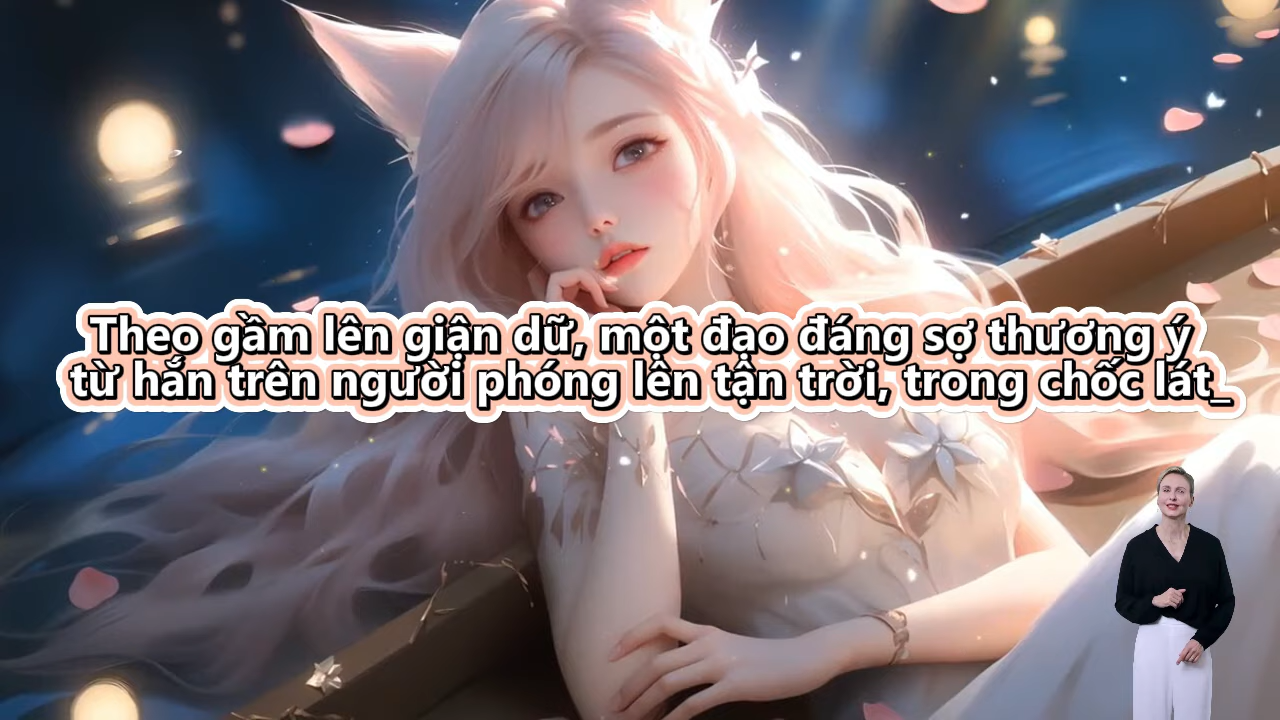 Theo gầm lên giận dữ, một đạo đáng sợ thương ý
từ hắn trên người phóng lên tận trời, trong chốc lát_